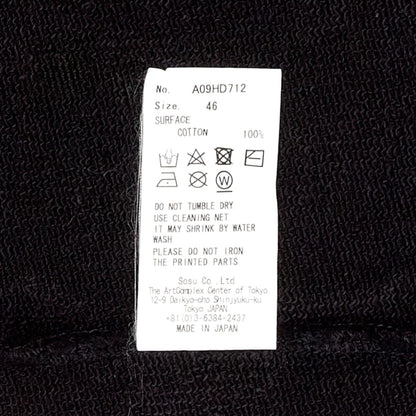 No. A09HD712
Size. 46
SURFACE
COTTON 100%
W
DO NOT TUMBLE DRY
USE CLEANING NET
IT MAY SHRINK BY WATER
WASH
PLEASE DO NOT IRON
THE PRINTED PARTS
Sosu Co. Ltd
The ArtComplex Center of Tokyo
12-9 Daikyo-cho Shinjyuku-ku
Tokyo JAPAN
+81(0)3-6384-2437
MADE IN JAPAN